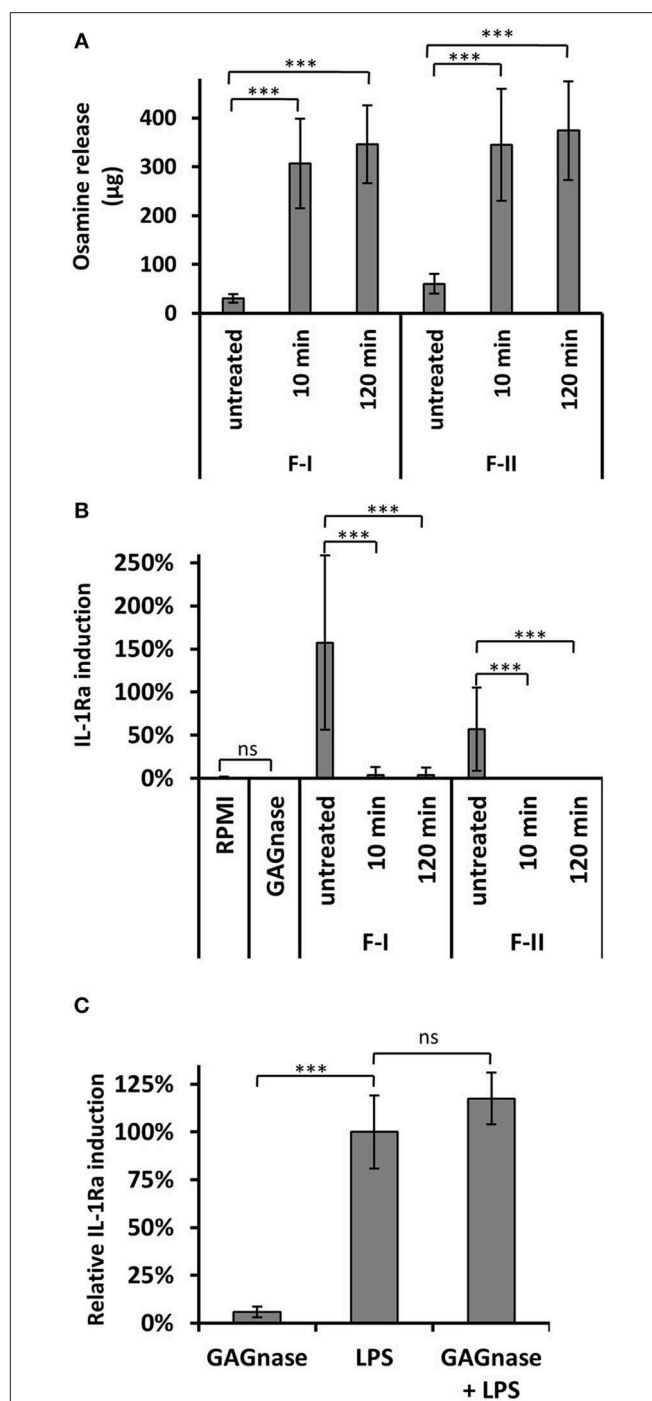 A
*** ***
*** ***
Osamine release
(µg)
400
300
200
100
0
untreated 10 min 120 min untreated 10 min 120 min
F-I F-II
B
***
*** ***
***
ns
IL-1Ra induction
250%
200%
150%
100%
50%
0%
RPMI GAGnase untreated 10 min 120 min untreated 10 min 120 min
F-I F-II
C
ns
***
Relative IL-1Ra induction
125%
100%
75%
50%
25%
0%
GAGnase LPS GAGnase
+ LPS